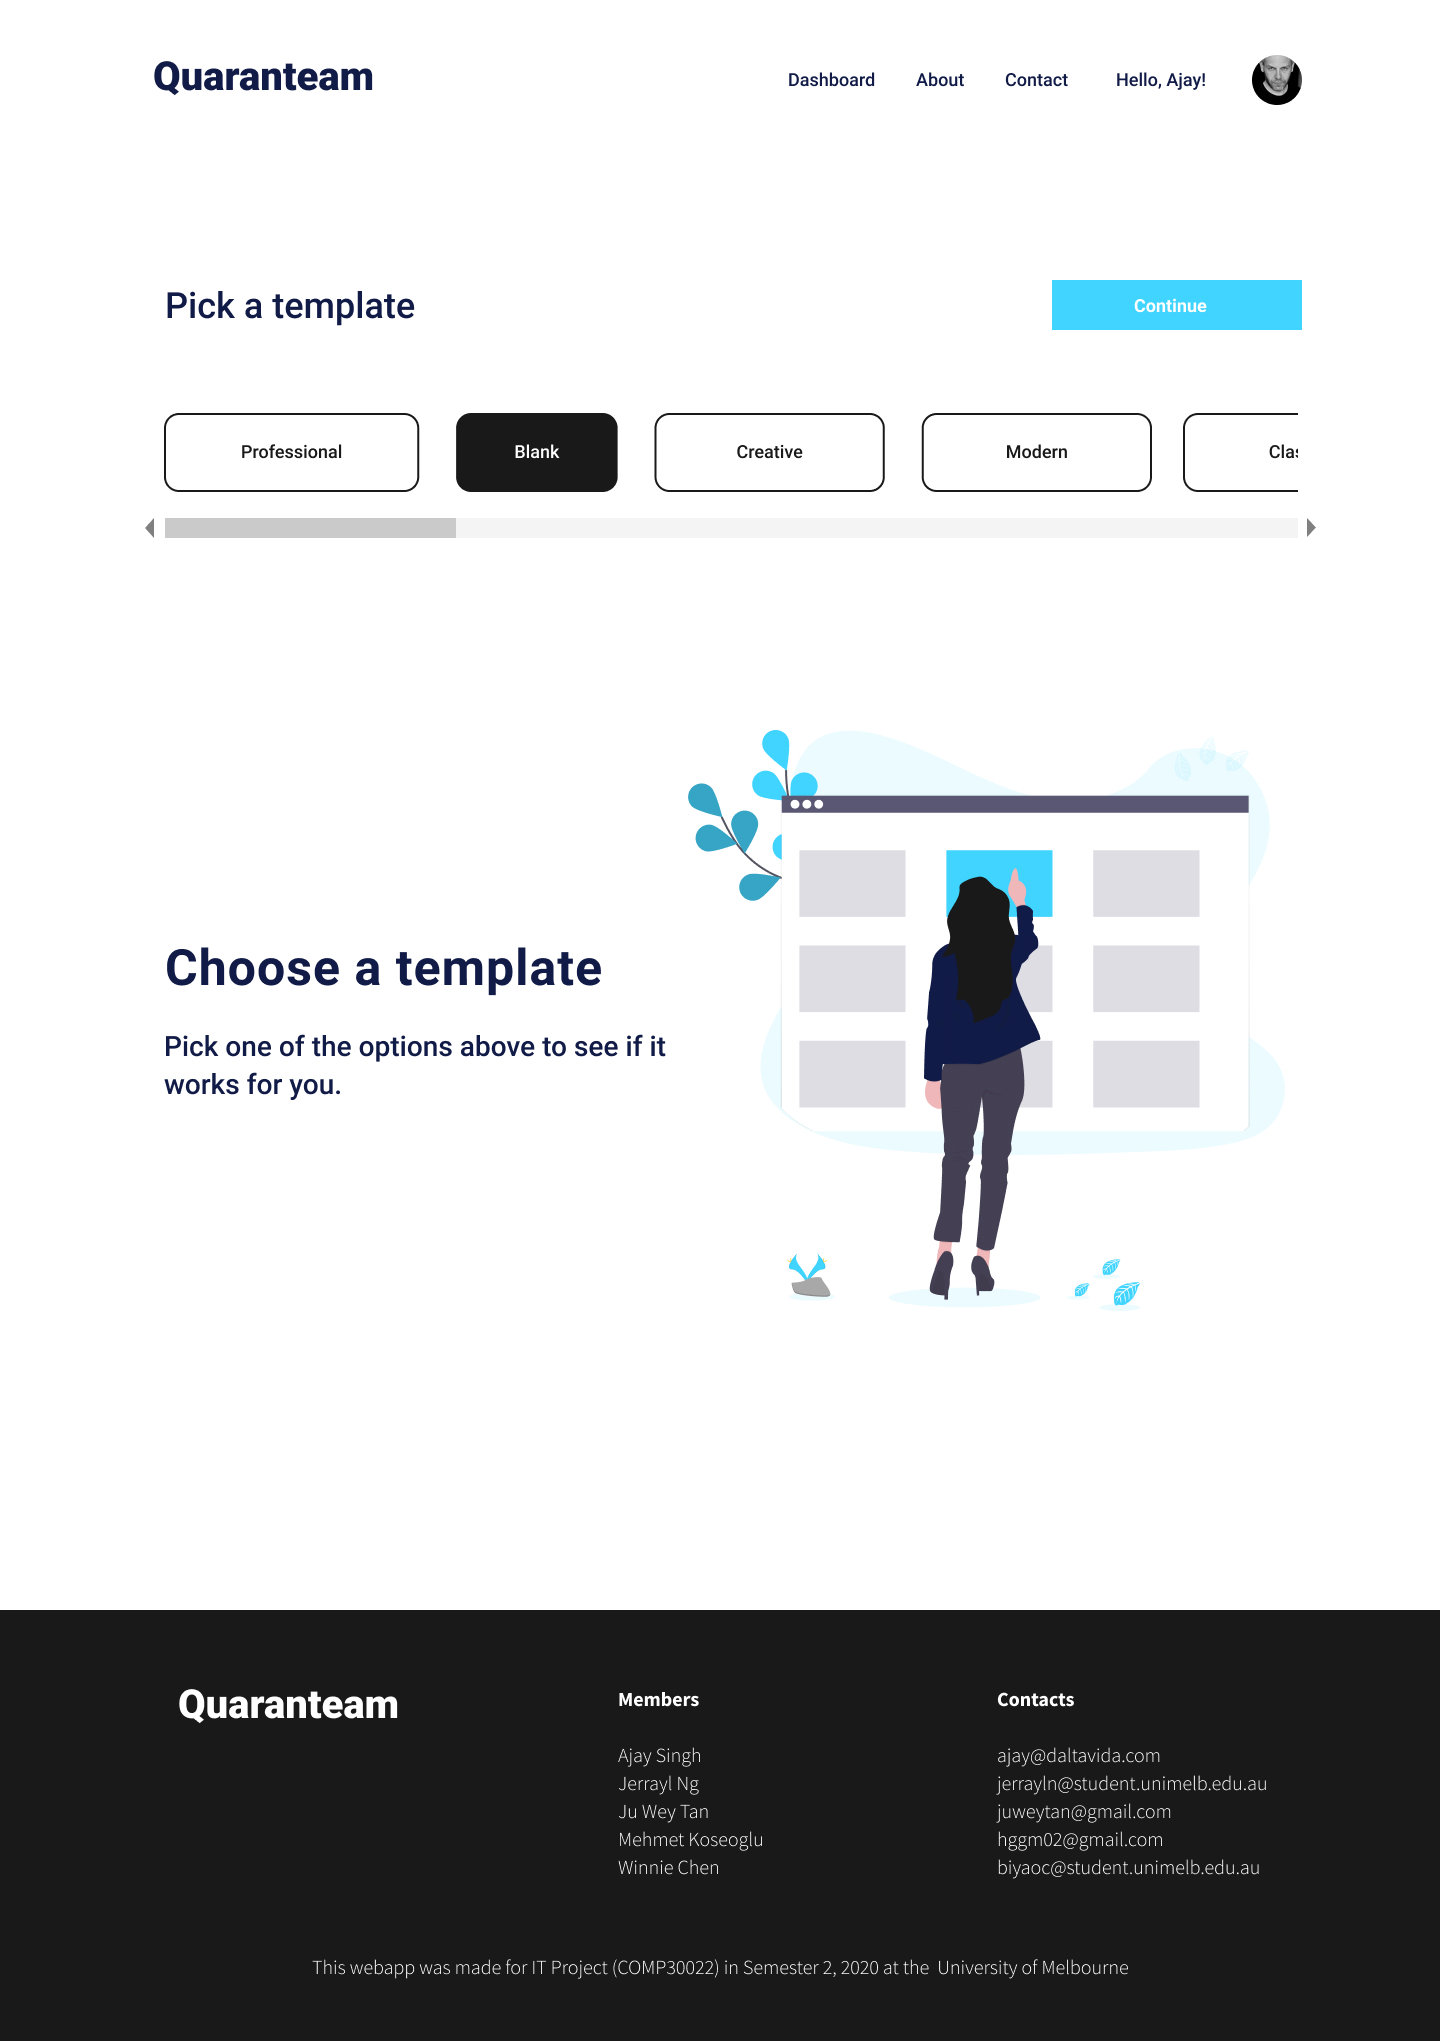 Quaranteam
Dashboard About Contact Hello, Ajay!
Pick a template
Continue
Professional Blank Creative Modern Clas
Choose a template
Pick one of the options above to see if it
works for you.
Quaranteam
Members
Ajay Singh
Jerrayl Ng
Ju Wey Tan
Mehmet Koseoglu
Winnie Chen
Contacts
ajay@daltavida.com
jerrayln@student.unimelb.edu.au
juweytan@gmail.com
hggm02@gmail.com
biyaoc@student.unimelb.edu.au
This webapp was made for IT Project (COMP30022) in Semester 2, 2020 at the University of Melbourne